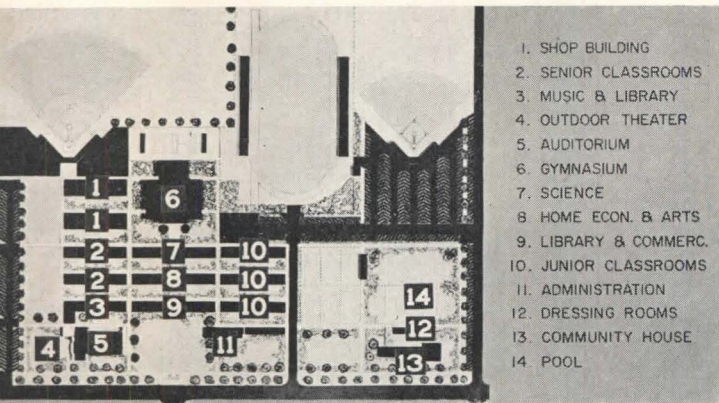 1
6
1
2
7
10
2
8
10
3
9
10
14
4
5
11
12
13
1. SHOP BUILDING
2. SENIOR CLASSROOMS
3. MUSIC & LIBRARY
4. OUTDOOR THEATER
5. AUDITORIUM
6. GYMNASIUM
7. SCIENCE
8 HOME ECON. & ARTS
9. LIBRARY & COMMERC.
10. JUNIOR CLASSROOMS
11. ADMINISTRATION
12. DRESSING ROOMS
13. COMMUNITY HOUSE
14 POOL